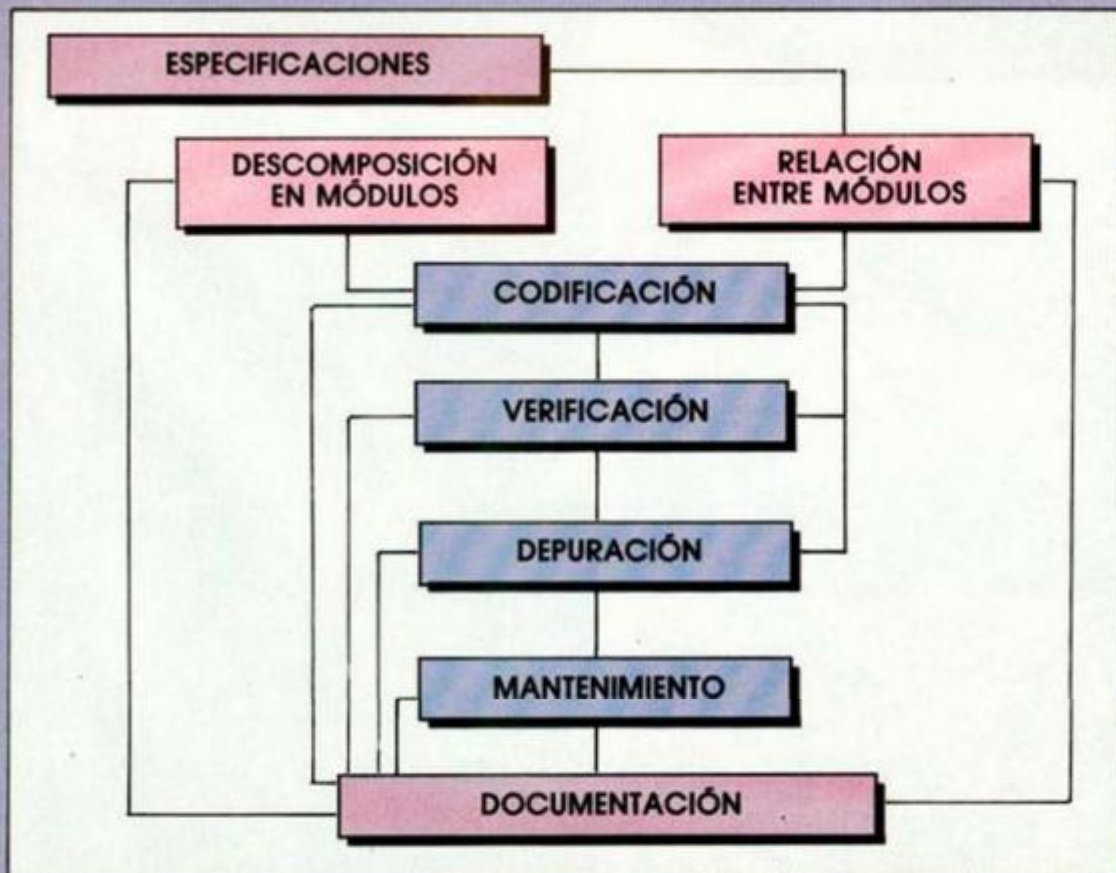 ESPECIFICACIONES
DESCOMPOSICIÓN
EN MÓDULOS
RELACIÓN
ENTRE MÓDULOS
CODIFICACIÓN
VERIFICACIÓN
DEPURACIÓN
MANTENIMIENTO
DOCUMENTACIÓN